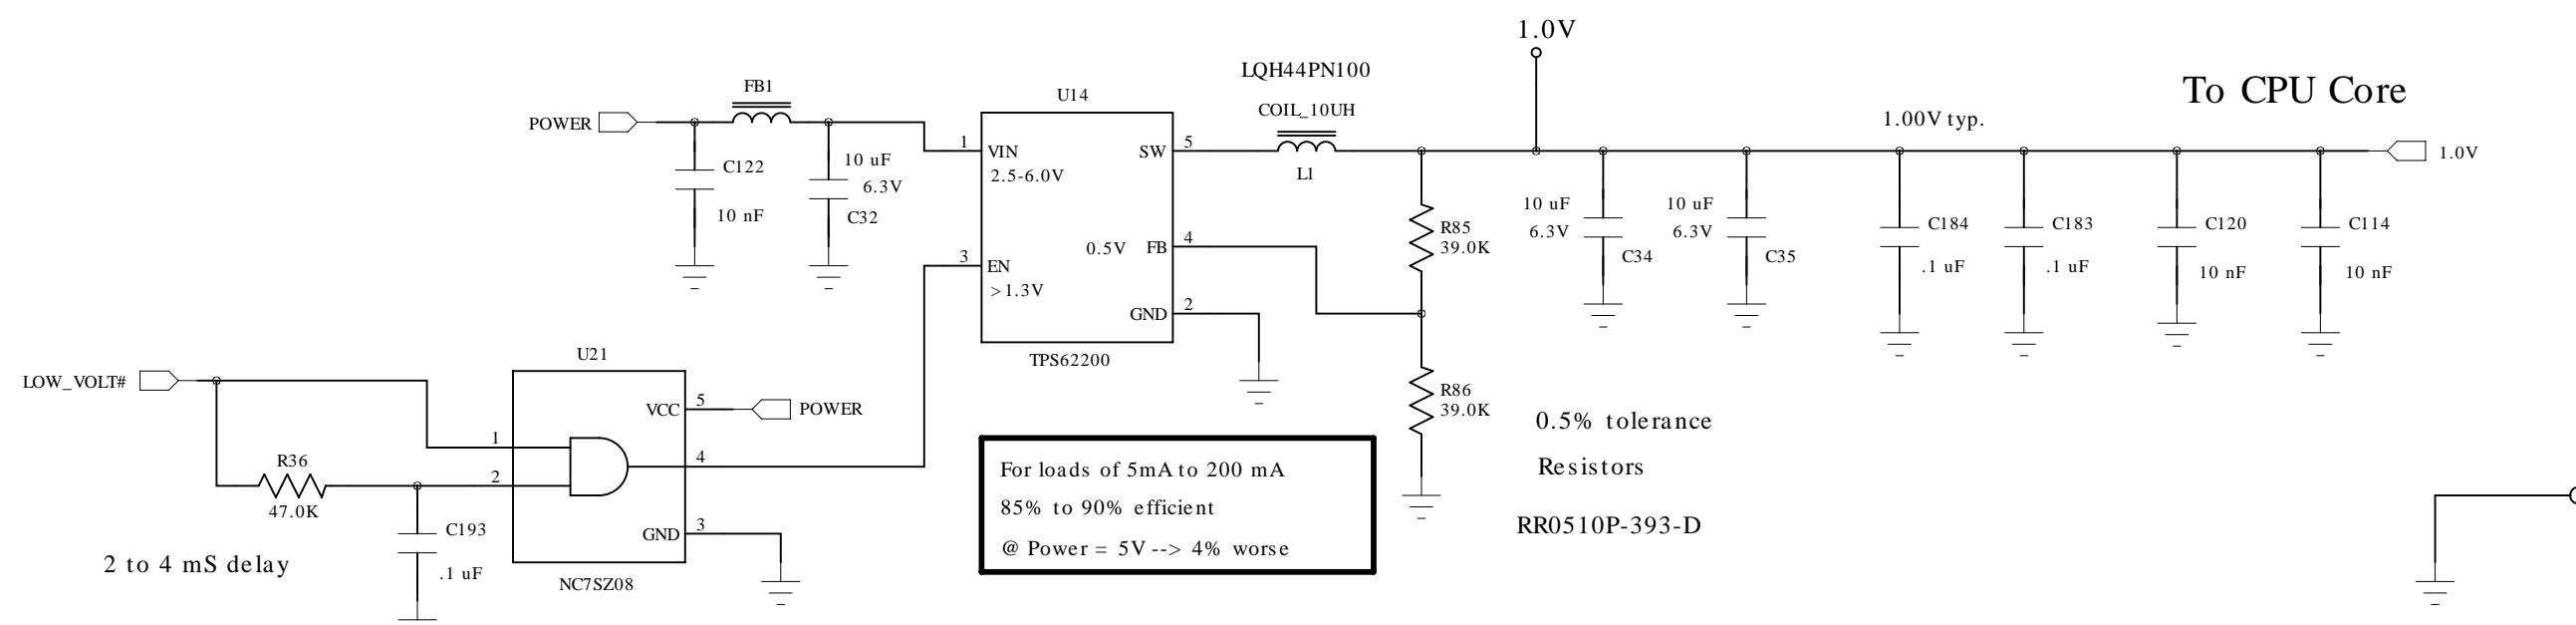 1.0V
To CPU Core
LQH44PN100
COIL_10UH
L1
1.00V typ.
1.0V
FB1
POWER
C122
10 nF
10 uF
6.3V
C32
U14
1
VIN
2.5-6.0V
SW
5
3
EN
>1.3V
0.5V
FB
4
GND
2
TPS62200
R85
39.0K
R86
39.0K
10 uF
6.3V
C34
10 uF
6.3V
C35
C184
.1 uF
C183
.1 uF
C120
10 nF
C114
10 nF
LOW_VOLT#
U21
VCC
5
POWER
1
2
4
GND
3
NC7SZ08
R36
47.0K
C193
.1 uF
2 to 4 mS delay
For loads of 5mA to 200 mA
85% to 90% efficient
@ Power = 5V --> 4% worse
0.5% tolerance
Resistors
RR0510P-393-D